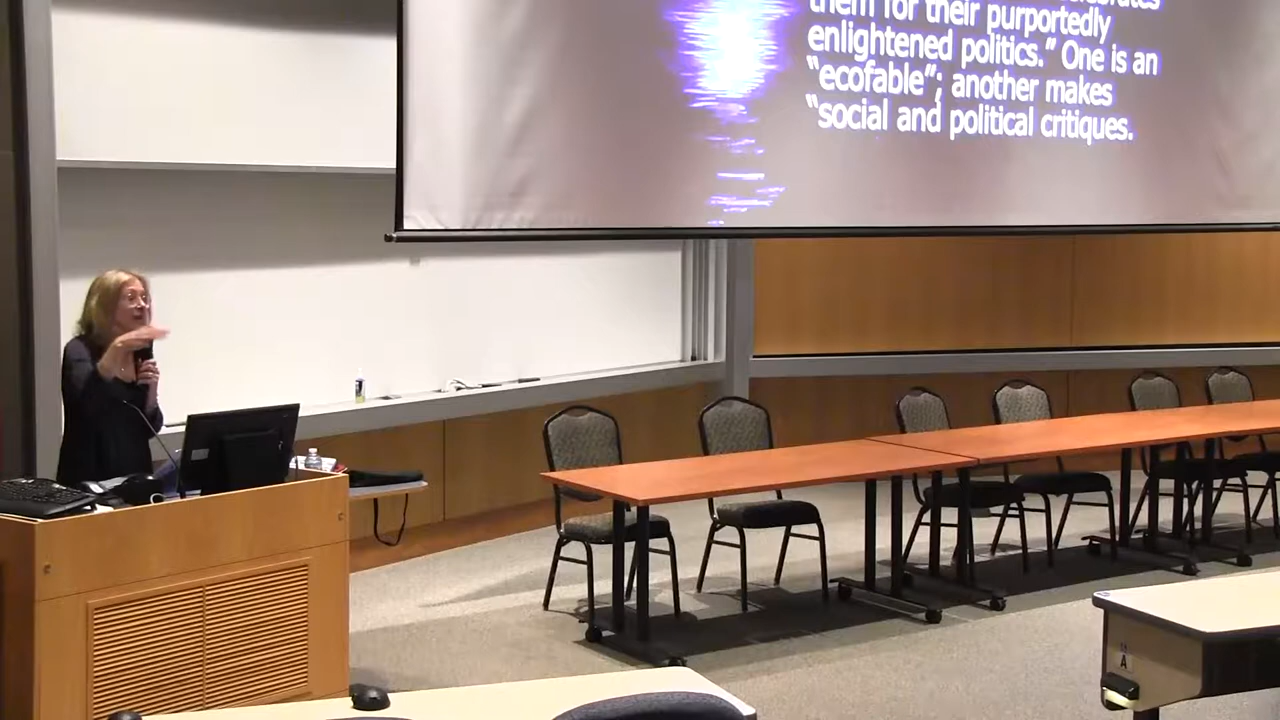 them for their purportedly
enlightened politics.” One is an
“ecofable”; another makes
“social and political critiques.
A